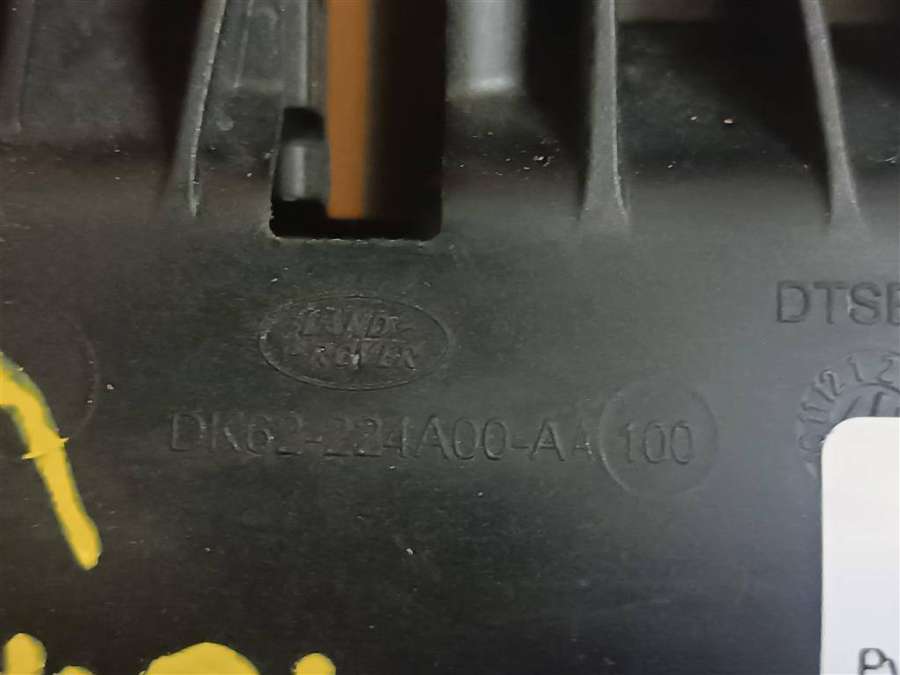 LAND
ROVER
DTSE
DK62-224A00-AA 100